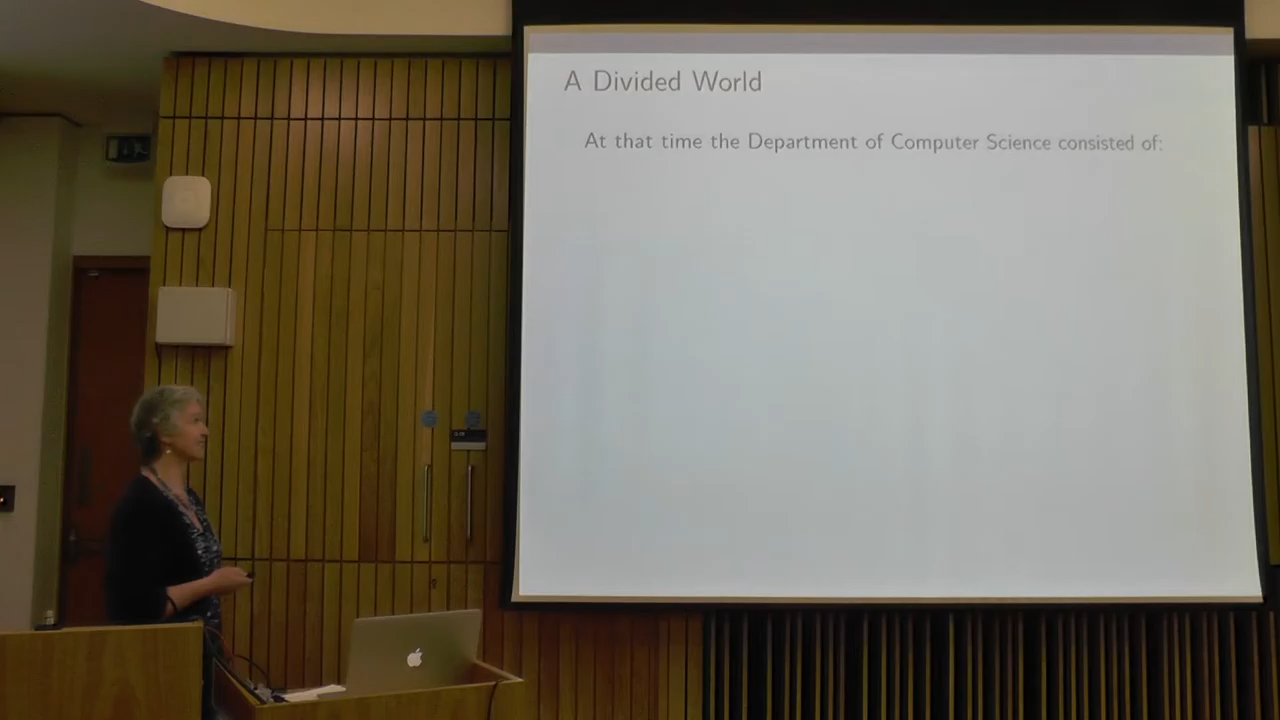 A Divided World
At that time the Department of Computer Science consisted of: